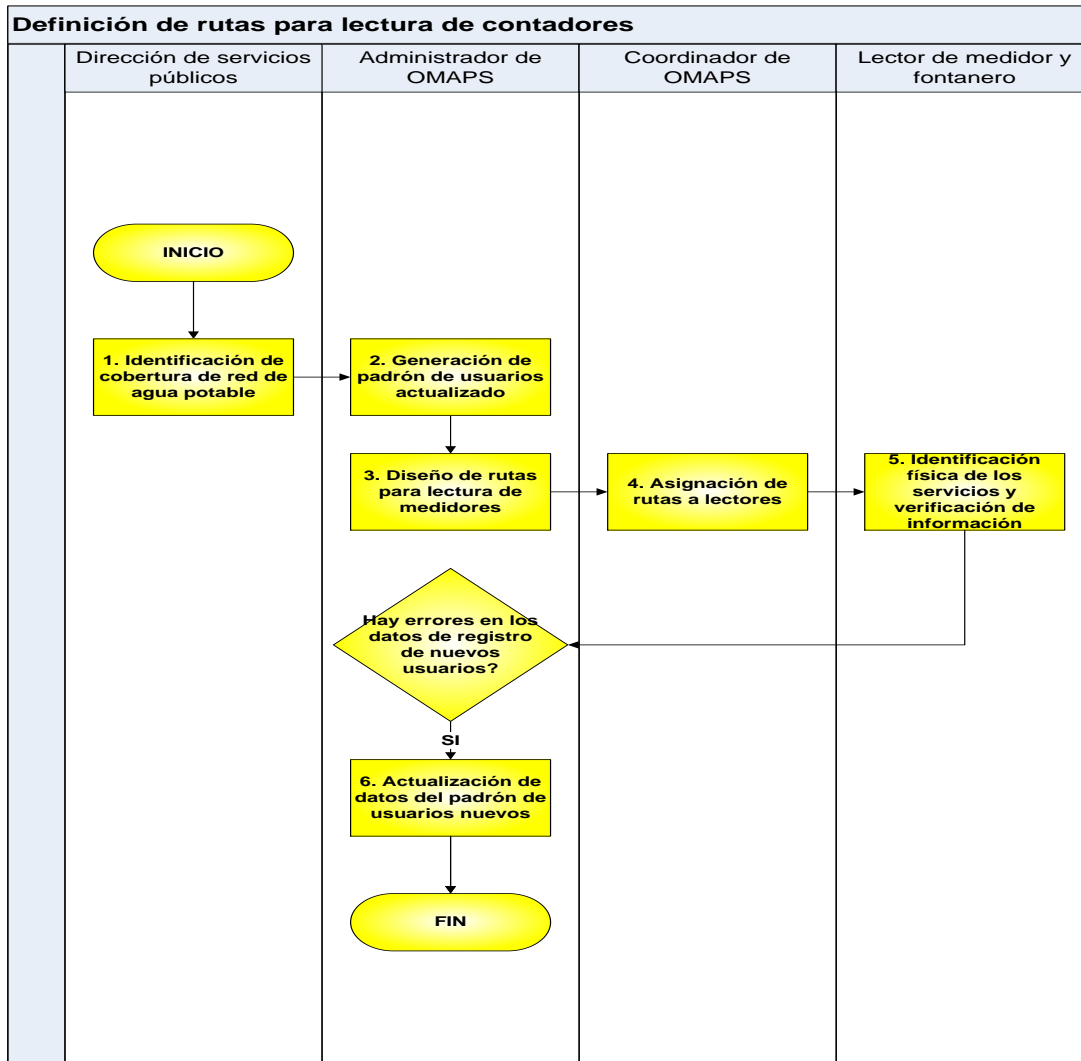 Definición de rutas para lectura de contadores
Dirección de servicios
públicos
Administrador de
OMAPS
Coordinador de
OMAPS
Lector de medidor y
fontanero
INICIO
1. Identificación de
cobertura de red de
agua potable
2. Generación de
padrón de usuarios
actualizado
3. Diseño de rutas
para lectura de
medidores
4. Asignación de
rutas a lectores
5. Identificación
física de los
servicios y
verificación de
información
Hay errores en los
datos de registro
de nuevos
usuarios?
SI
6. Actualización de
datos del padrón de
usuarios nuevos
FIN